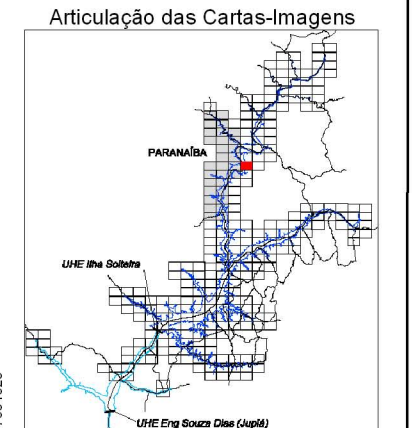 Articulação das Cartas-Imagens
PARANAÍBA
UHE Ilha Solteira
UHE Eng Souza Dias (Jupiá)